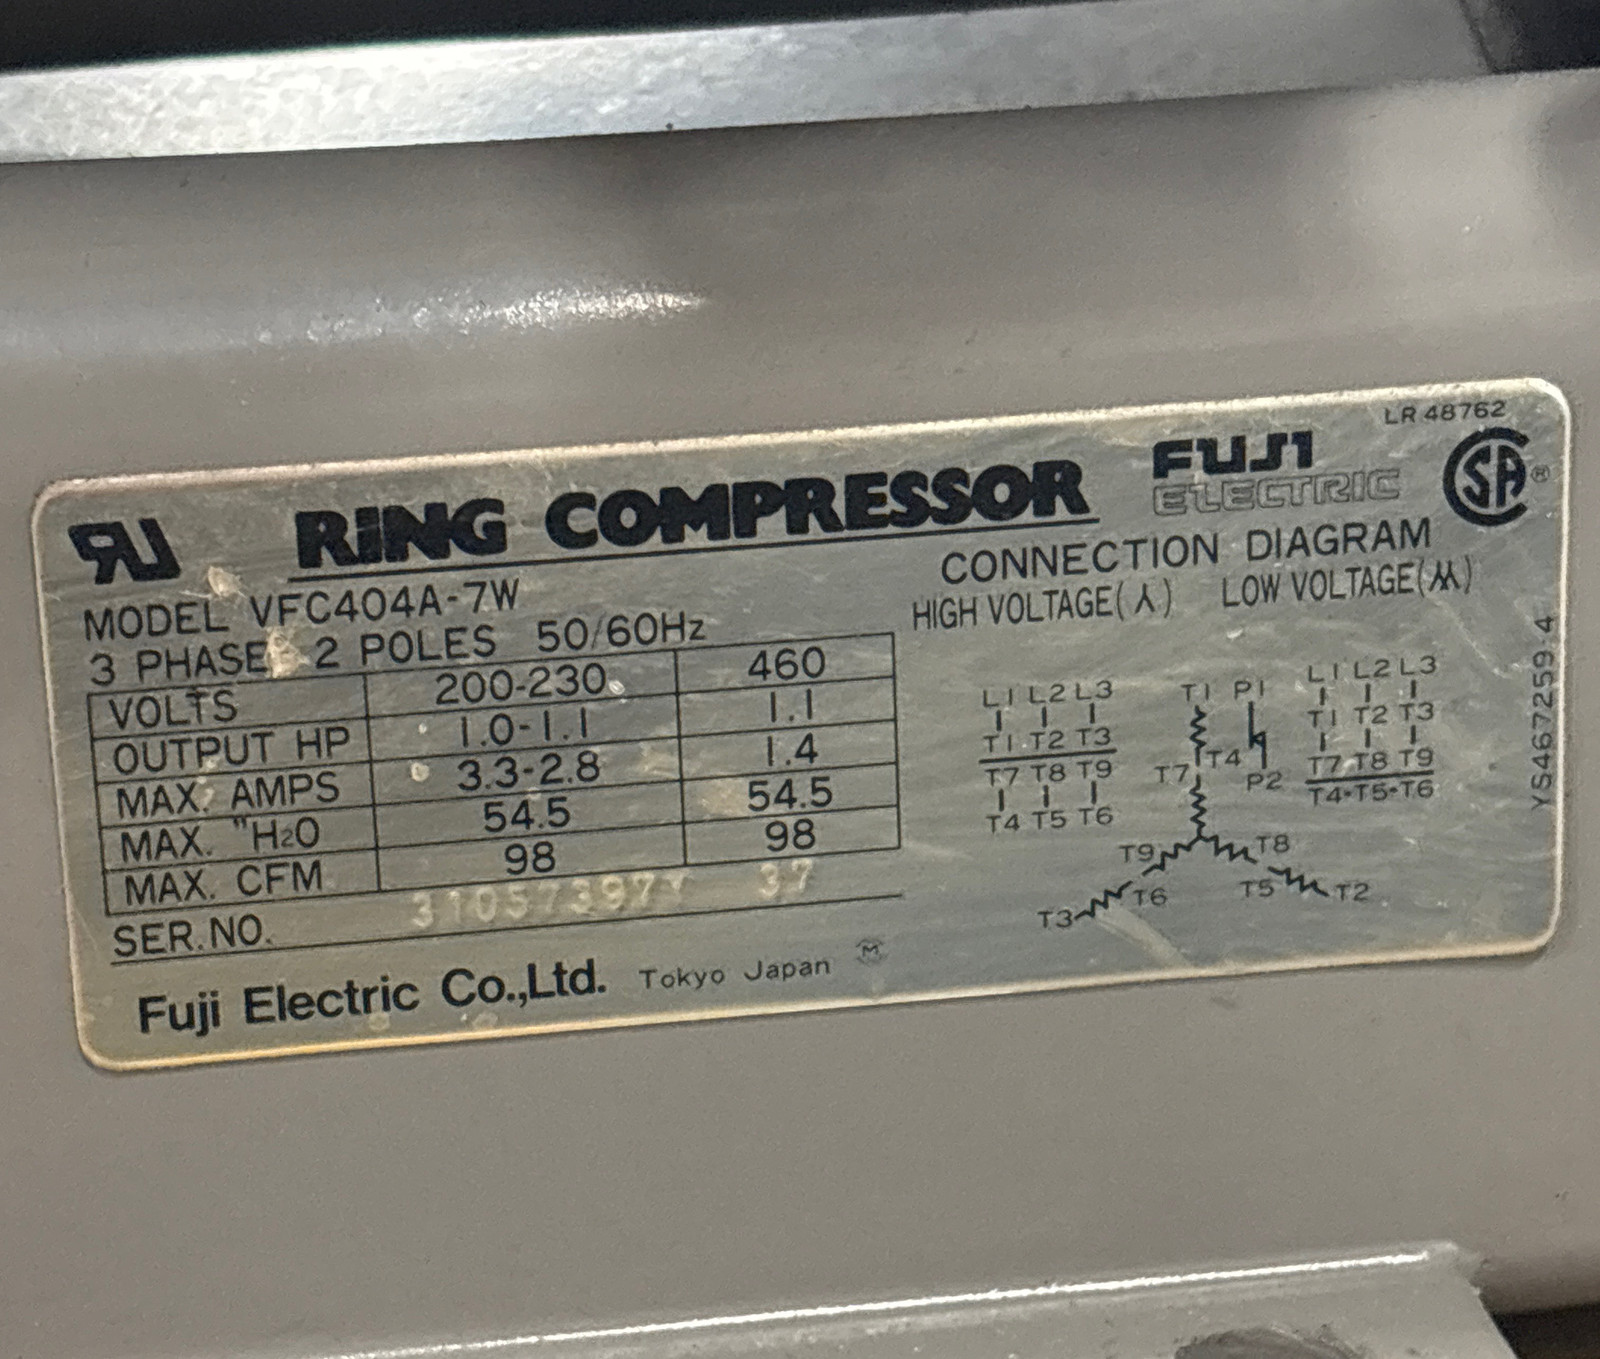 LR 48762
RU RING COMPRESSOR FUJI ELECTRIC SA ®
MODEL VFC404A-7W
3 PHASE 2 POLES 50/60Hz
VOLTS 200-230 460
OUTPUT HP 1.0-1.1 1.1
MAX. AMPS 3.3-2.8 1.4
MAX. "H2O 54.5 54.5
MAX. CFM 98 98
SER.NO. 31057397Y 37
Fuji Electric Co.,Ltd. Tokyo Japan M
CONNECTION DIAGRAM
HIGH VOLTAGE(⅄) LOW VOLTAGE(⅄⅄)
L1 L2 L3
T1 T2 T3
T7 T8 T9
T4 T5 T6
T1 P1
T4
T7 P2
T9 T8
T6 T5
T3 T2
L1 L2 L3
T1 T2 T3
T7 T8 T9
T4•T5•T6
YS467259 4